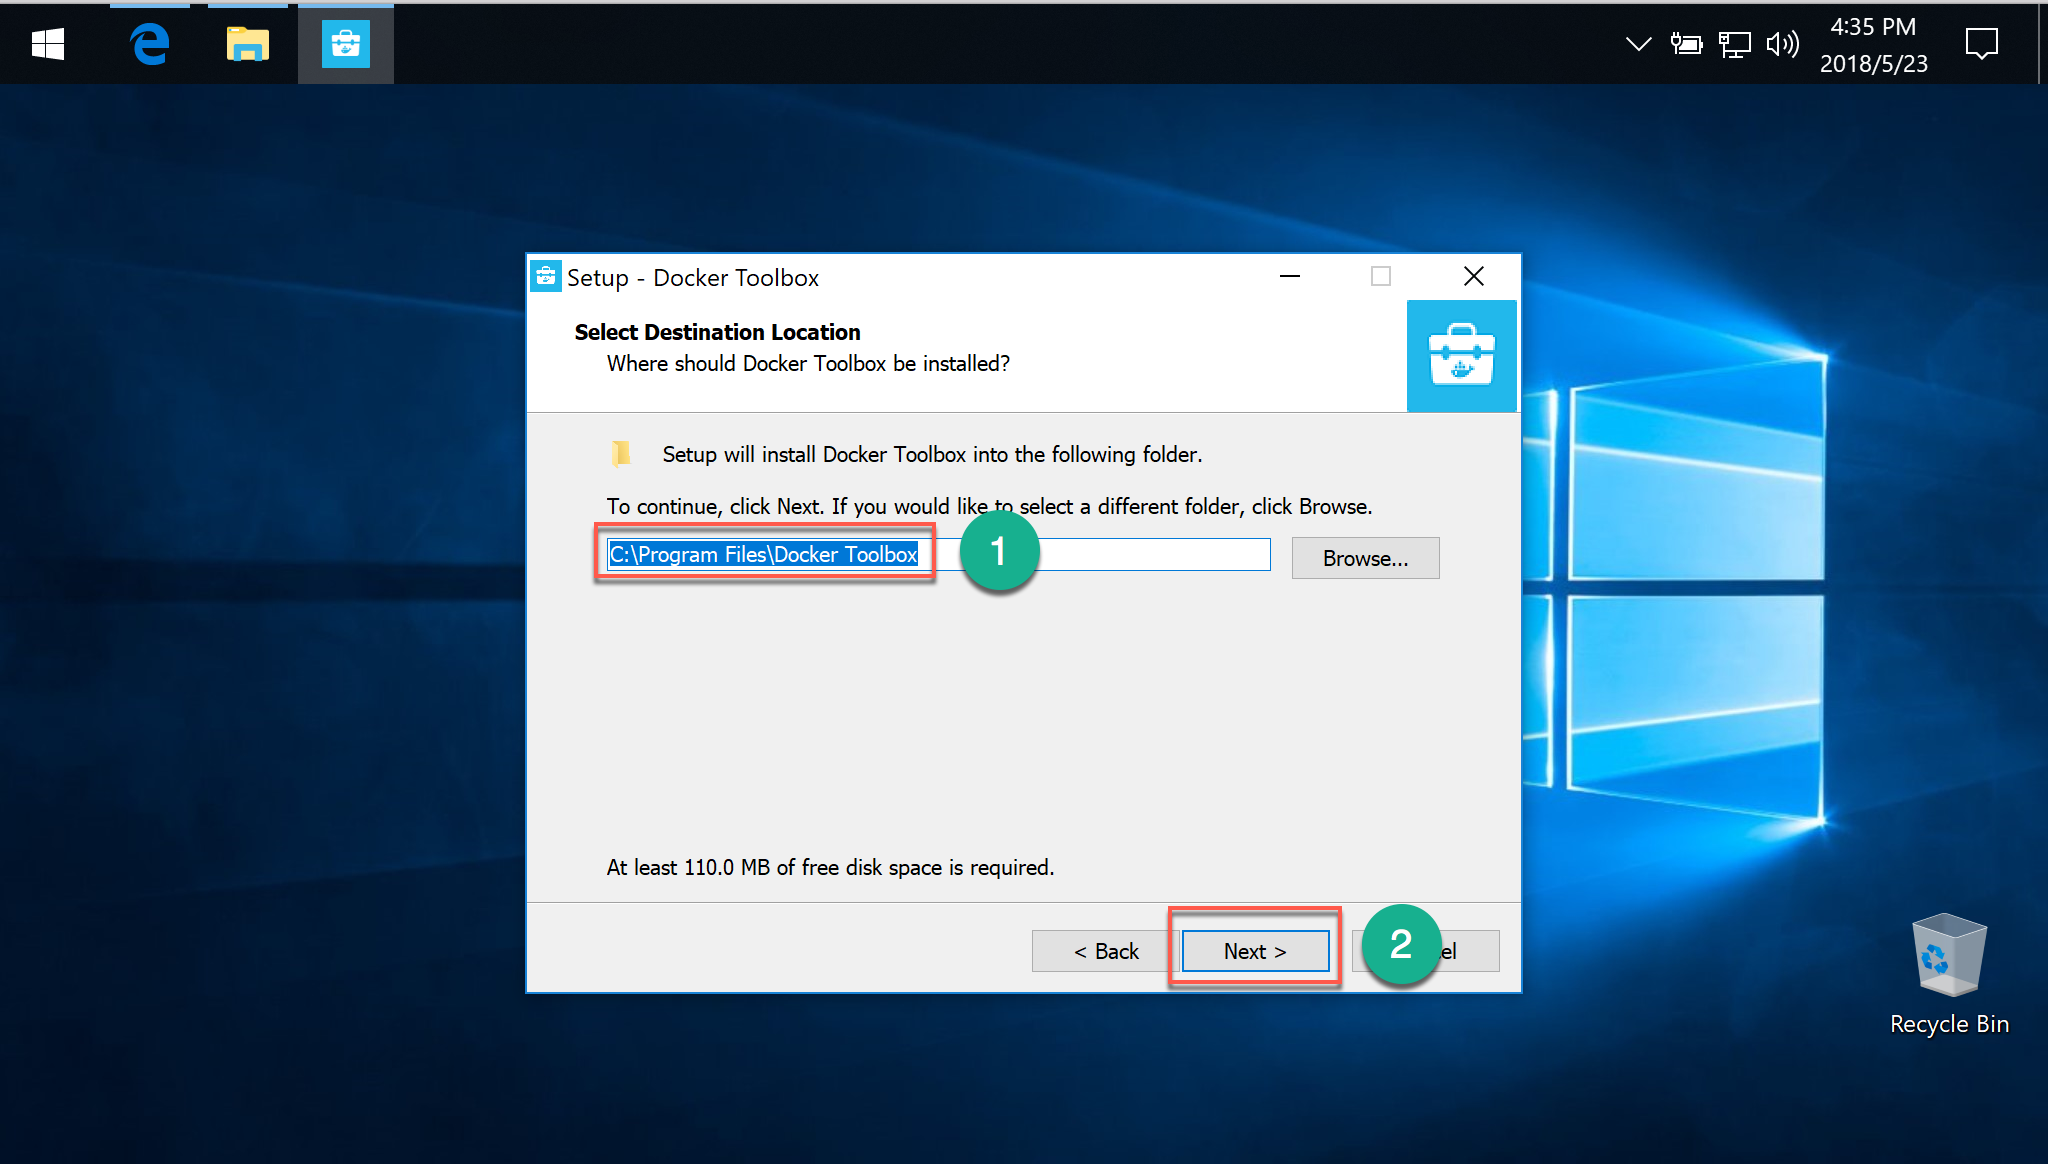 4:35 PM
2018/5/23
Setup - Docker Toolbox
Select Destination Location
Where should Docker Toolbox be installed?
Setup will install Docker Toolbox into the following folder.
To continue, click Next. If you would like to select a different folder, click Browse.
C:\Program Files\Docker Toolbox
1
Browse...
At least 110.0 MB of free disk space is required.
< Back
Next >
2
el
Recycle Bin